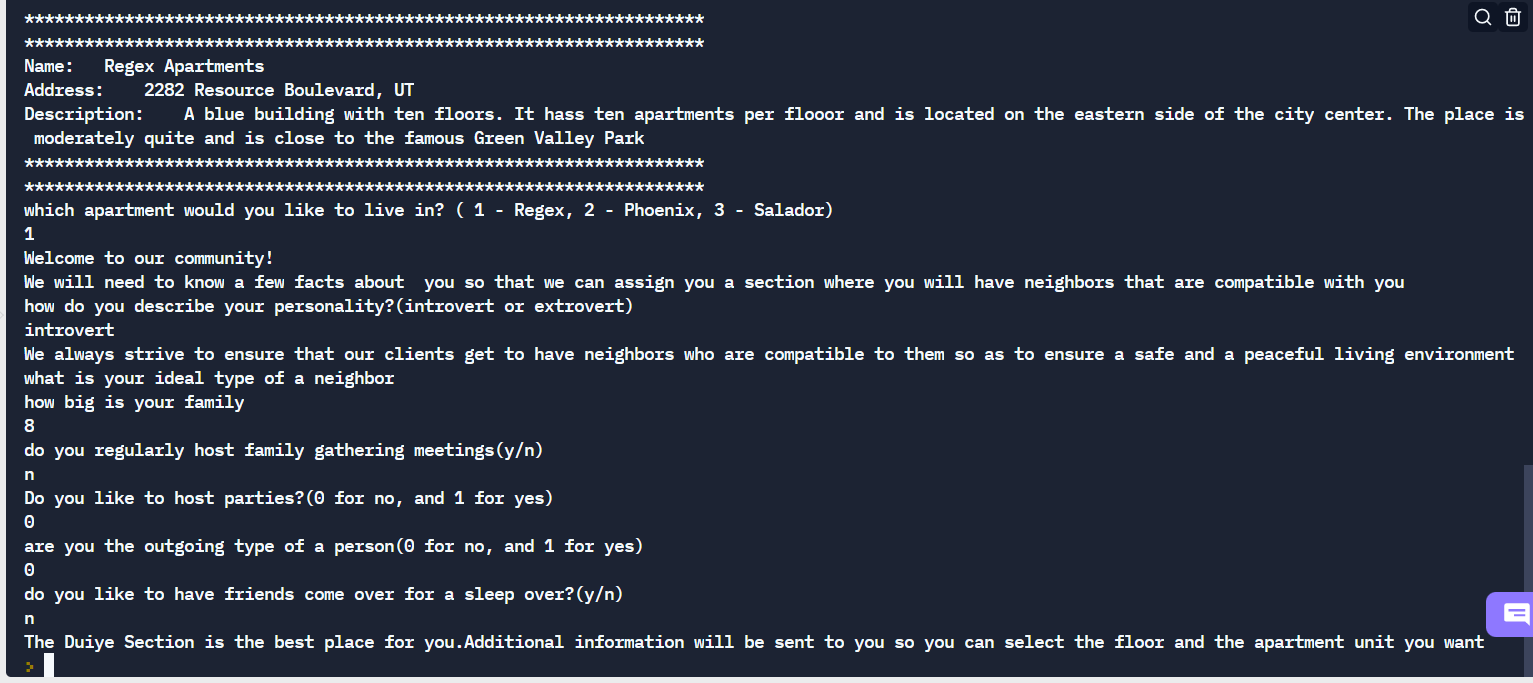 ********************************************************************
********************************************************************
Name:   Regex Apartments
Address:    2282 Resource Boulevard, UT
Description:    A blue building with ten floors. It hass ten apartments per flooor and is located on the eastern side of the city center. The place is
 moderately quite and is close to the famous Green Valley Park
********************************************************************
********************************************************************
which apartment would you like to live in? ( 1 - Regex, 2 - Phoenix, 3 - Salador)
1
Welcome to our community!
We will need to know a few facts about  you so that we can assign you a section where you will have neighbors that are compatible with you
how do you describe your personality?(introvert or extrovert)
introvert
We always strive to ensure that our clients get to have neighbors who are compatible to them so as to ensure a safe and a peaceful living environment
what is your ideal type of a neighbor
how big is your family
8
do you regularly host family gathering meetings(y/n)
n
Do you like to host parties?(0 for no, and 1 for yes)
0
are you the outgoing type of a person(0 for no, and 1 for yes)
0
do you like to have friends come over for a sleep over?(y/n)
n
The Duiye Section is the best place for you.Additional information will be sent to you so you can select the floor and the apartment unit you want
>